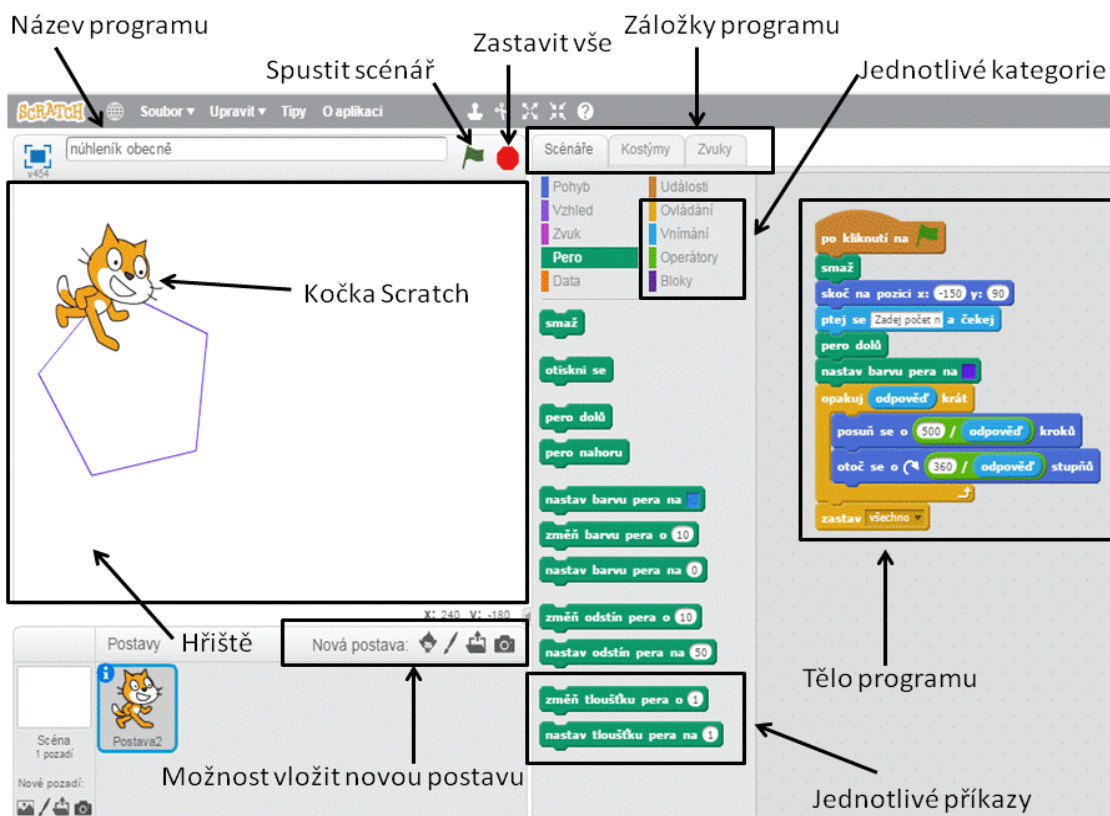 Název programu
Zastavit vše
Záložky programu
Spustit scénář
Jednotlivé kategorie
SCRATCH
Soubor
Upravit
Tipy
O aplikaci
?
v454
núhleník obecně
Scénáře
Kostýmy
Zvuky
Pohyb
Vzhled
Zvuk
Pero
Data
Události
Ovládání
Vnímání
Operátory
Bloky
Kočka Scratch
smaž
otiskni se
pero dolů
pero nahoru
nastav barvu pera na
změň barvu pera o 10
nastav barvu pera na 0
změň odstín pera o 10
nastav odstín pera na 50
změň tloušťku pera o 1
nastav tloušťku pera na 1
po kliknutí na
smaž
skoč na pozici x: -150 y: 90
ptej se Zadej počet n a čekej
pero dolů
nastav barvu pera na
opakuj odpověď krát
posuň se o 500 / odpověď kroků
otoč se o 360 / odpověď stupňů
zastav všechno
Tělo programu
X: 240 Y: -180
Hřiště
Postavy
Nová postava:
i
Postava2
Scéna
1 pozadí
Nové pozadí:
Možnost vložit novou postavu
Jednotlivé příkazy